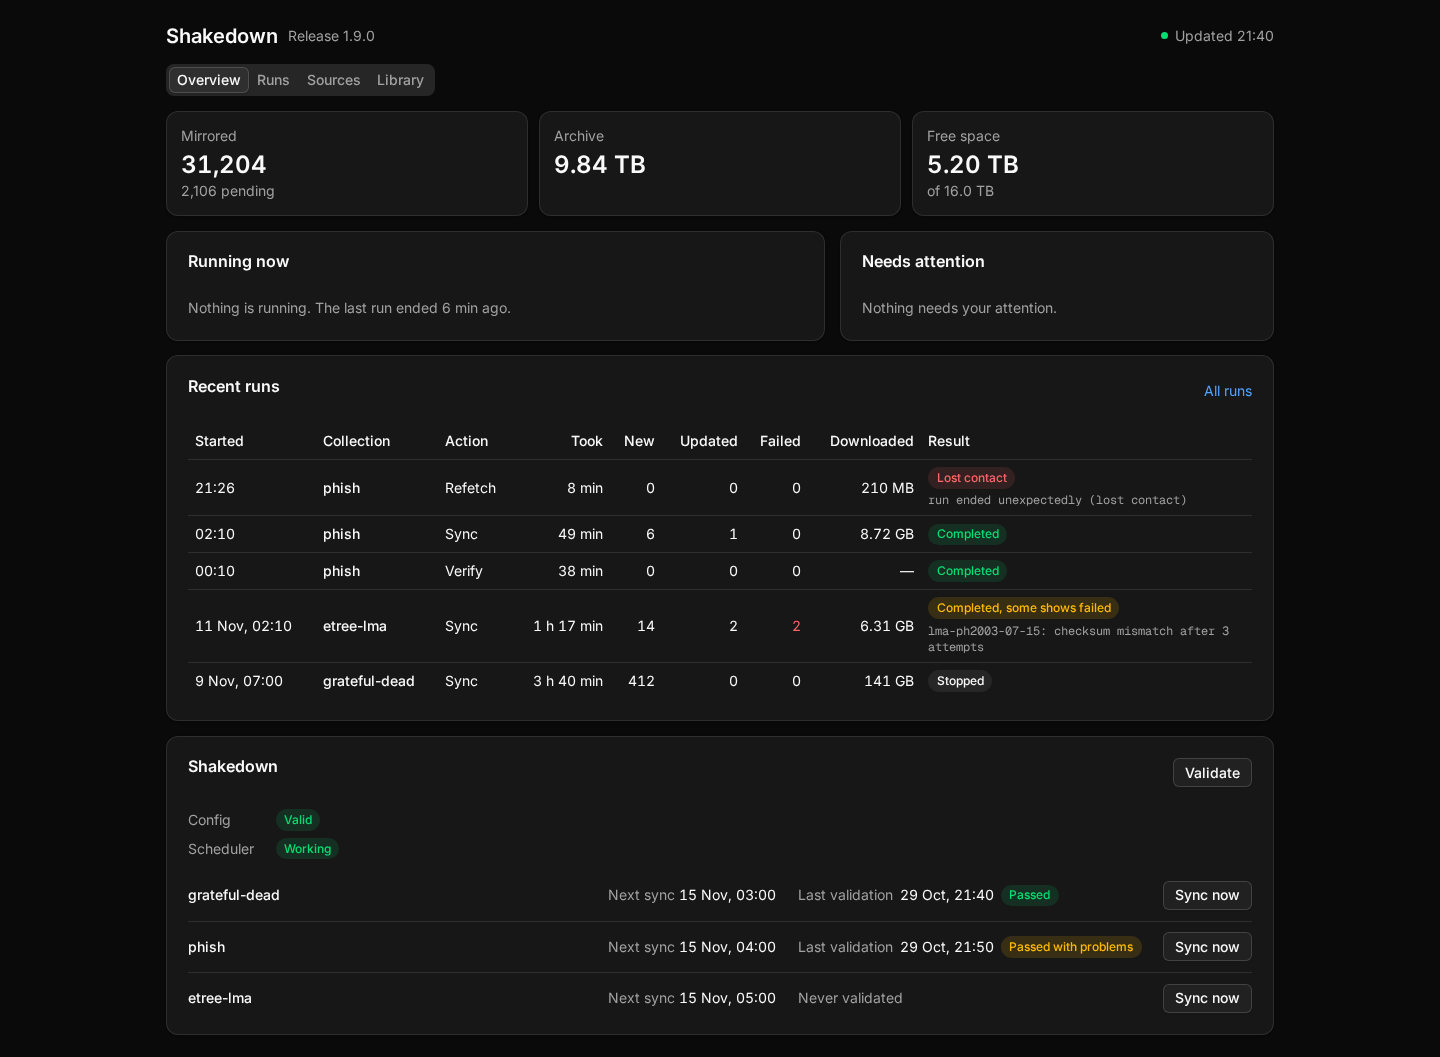 Shakedown Release 1.9.0
Updated 21:40
Overview Runs Sources Library
Mirrored
31,204
2,106 pending
Archive
9.84 TB
Free space
5.20 TB
of 16.0 TB
Running now
Nothing is running. The last run ended 6 min ago.
Needs attention
Nothing needs your attention.
Recent runs
All runs
Started Collection Action Took New Updated Failed Downloaded Result
21:26 phish Refetch 8 min 0 0 0 210 MB Lost contact
run ended unexpectedly (lost contact)
02:10 phish Sync 49 min 6 1 0 8.72 GB Completed
00:10 phish Verify 38 min 0 0 0 — Completed
11 Nov, 02:10 etree-lma Sync 1 h 17 min 14 2 2 6.31 GB Completed, some shows failed
lma-ph2003-07-15: checksum mismatch after 3
attempts
9 Nov, 07:00 grateful-dead Sync 3 h 40 min 412 0 0 141 GB Stopped
Shakedown
Validate
Config Valid
Scheduler Working
grateful-dead Next sync 15 Nov, 03:00 Last validation 29 Oct, 21:40 Passed Sync now
phish Next sync 15 Nov, 04:00 Last validation 29 Oct, 21:50 Passed with problems Sync now
etree-lma Next sync 15 Nov, 05:00 Never validated Sync now